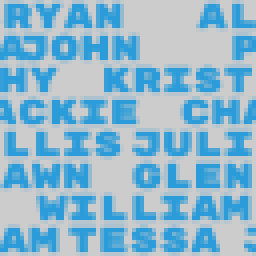 RYAN AL
AJOHN P
HY KRIST
ACKIE CHA
LLIS JULI
AWN GLEN
WILLIAM
AM TESSA J